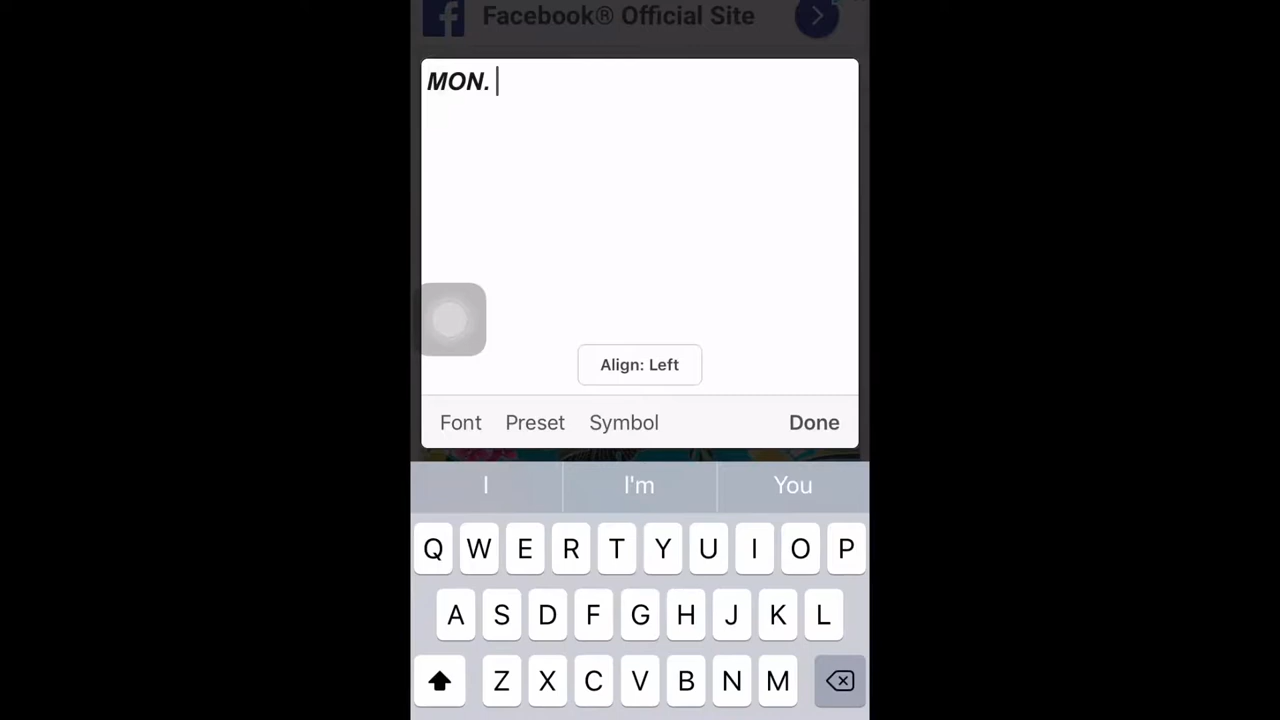 Facebook® Official Site
MON.
Align: Left
Font Preset Symbol Done
I I'm You
Q W E R T Y U I O P
A S D F G H J K L
Z X C V B N M